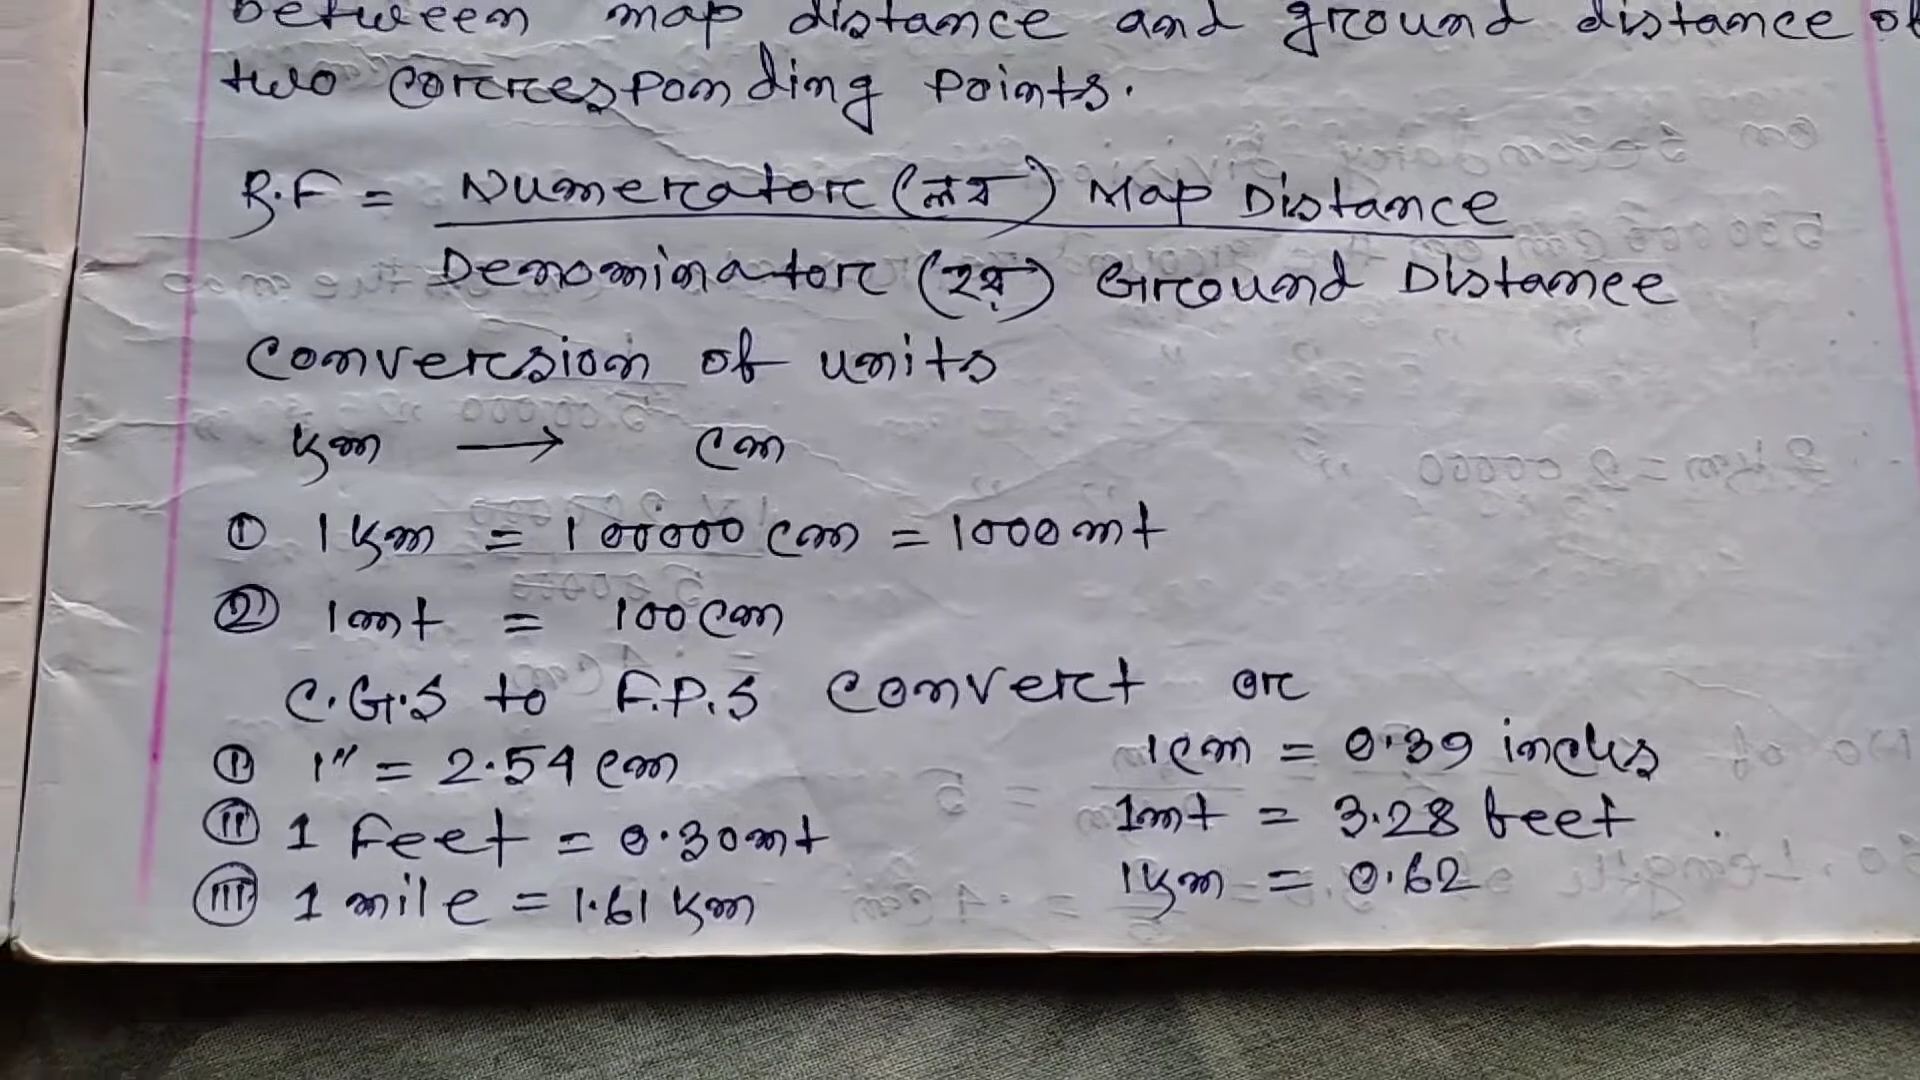 between map distance and ground distance of
two corresponding points.
R.F = Numerator (লব) Map Distance
Denominator (হর) Ground Distance
Conversion of units
Km → cm
① 1 Km = 100000 cm = 1000 mt
② 1 mt = 100 cm
C.G.S to F.P.S convert or
① 1" = 2.54 cm 1 cm = 0.39 inches
⑪ 1 Feet = 0.30 mt 1 mt = 3.28 feet
⑪I 1 mile = 1.61 Km 1 Km = 0.62